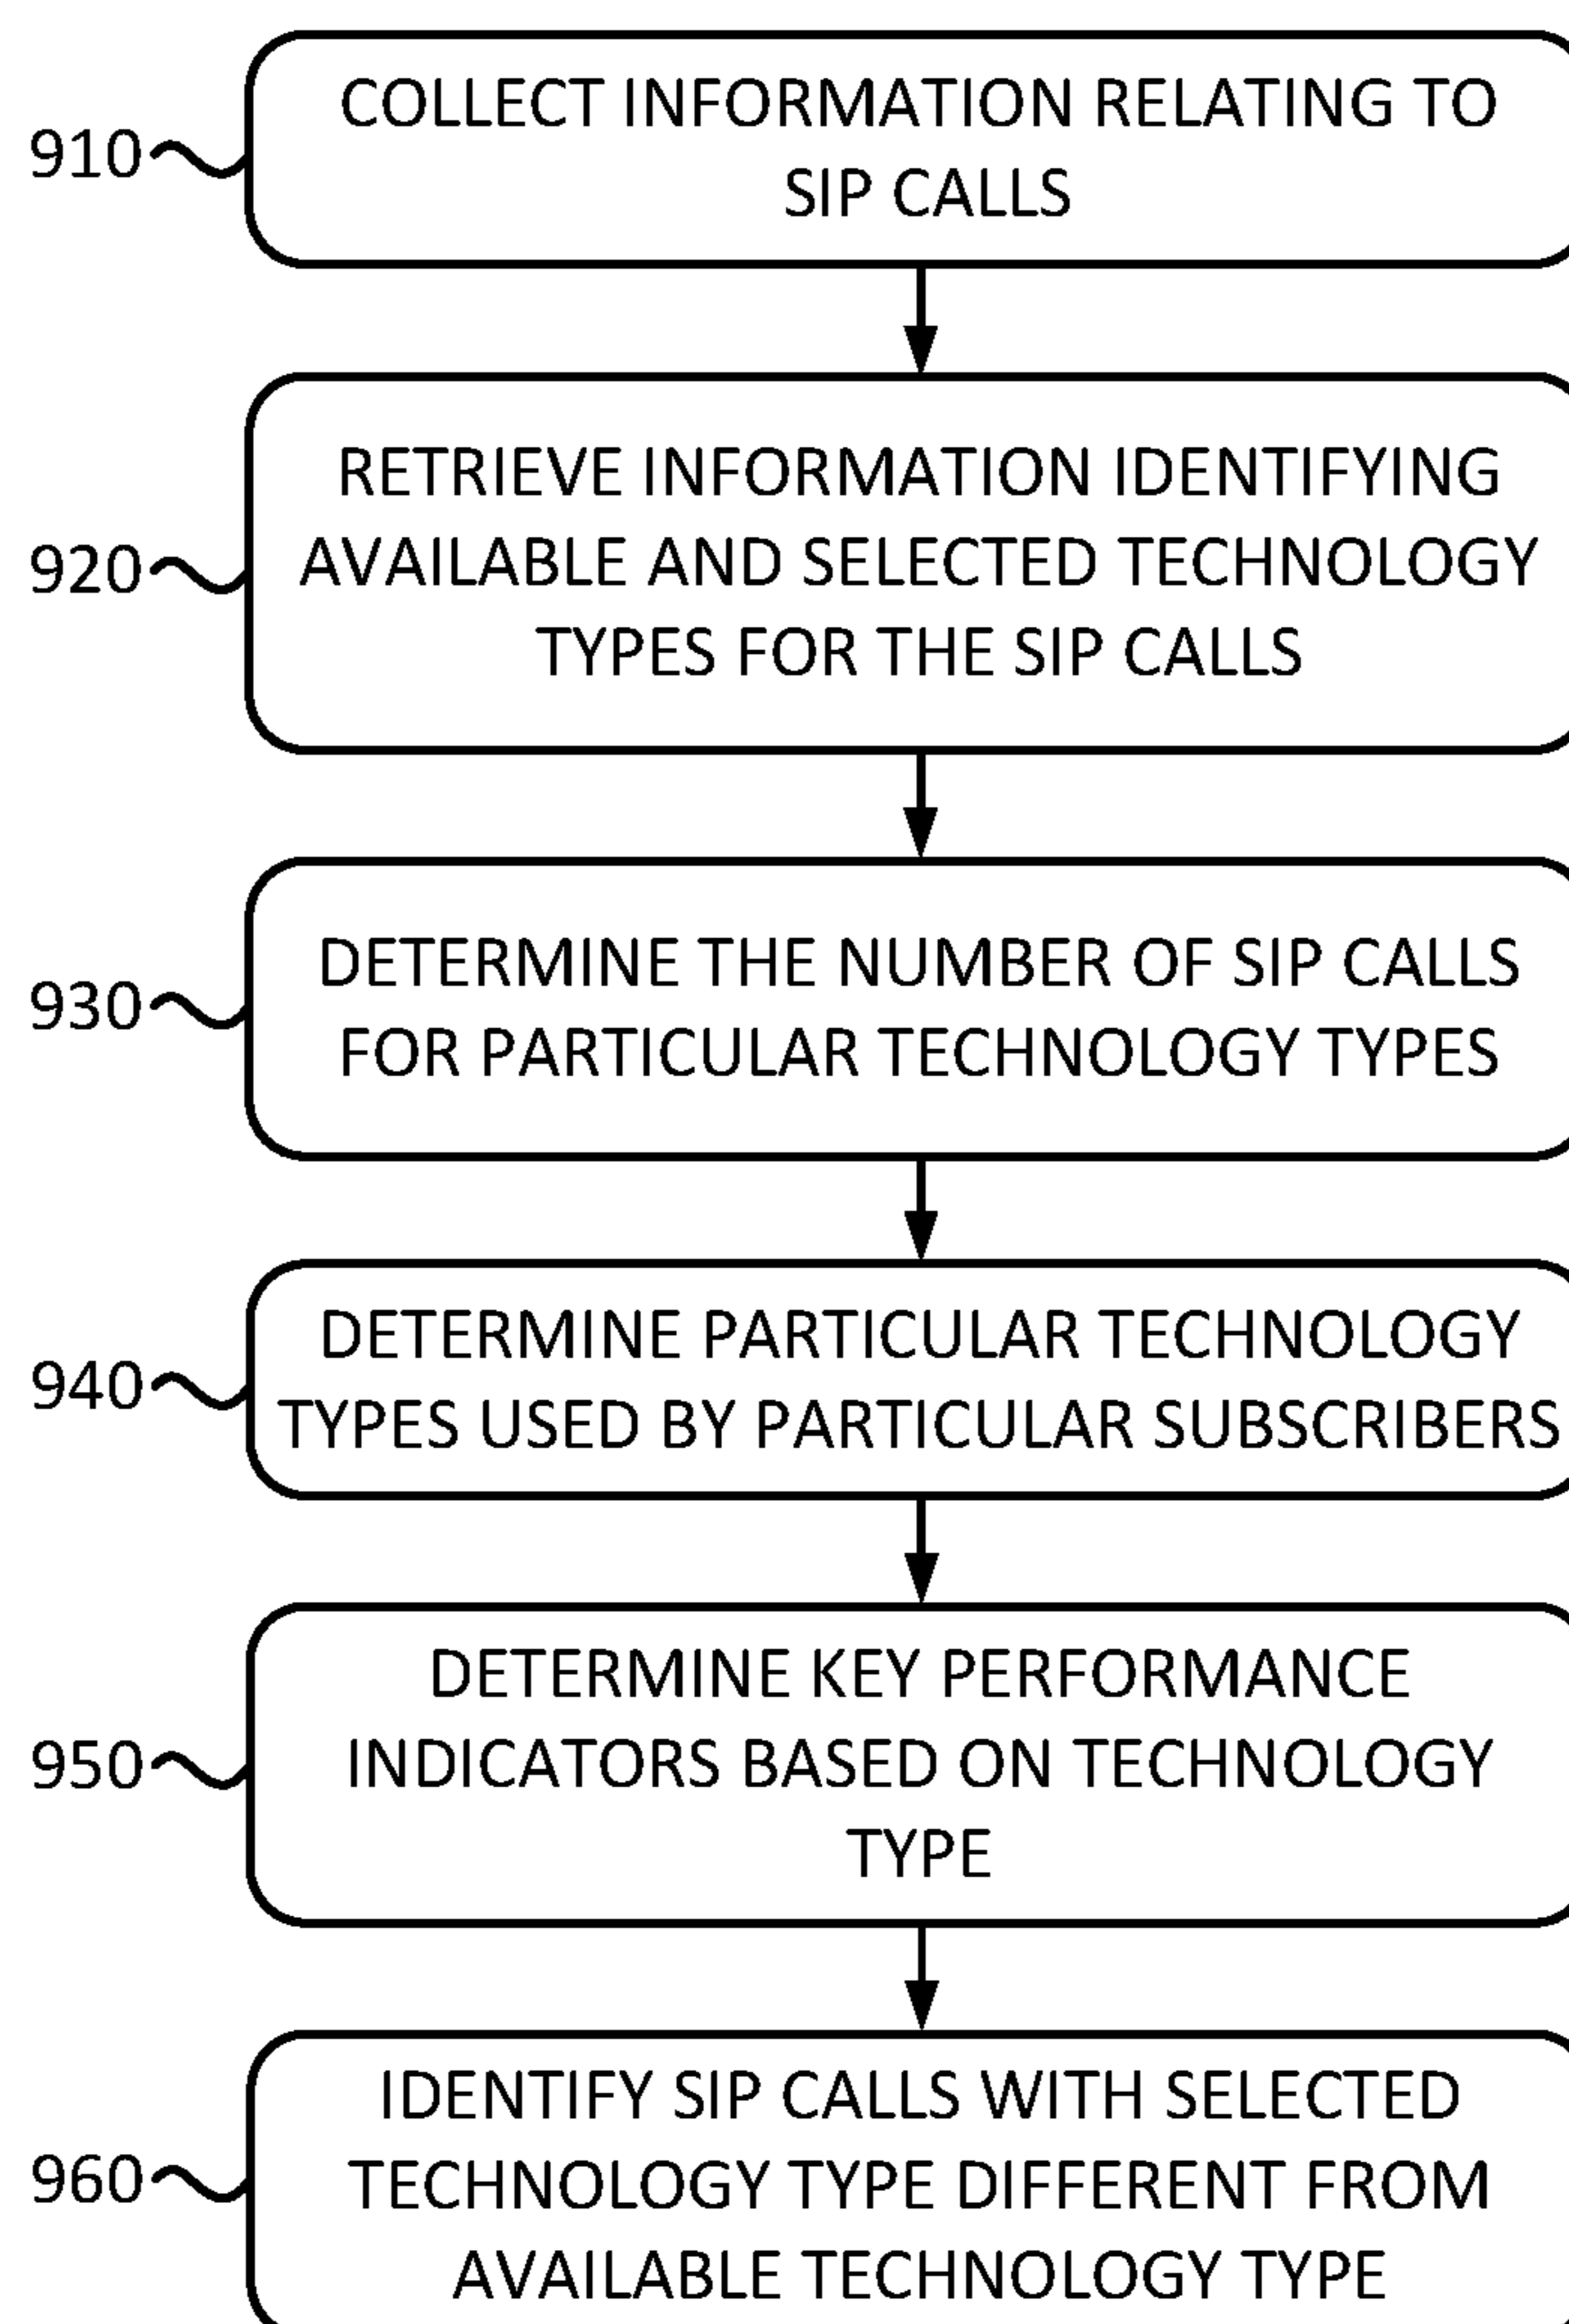 COLLECT INFORMATION RELATING TO
910
SIP CALLS
RETRIEVE INFORMATION IDENTIFYING
920
AVAILABLE AND SELECTED TECHNOLOGY
TYPES FOR THE SIP CALLS
DETERMINE THE NUMBER OF SIP CALLS
930
FOR PARTICULAR TECHNOLOGY TYPES
DETERMINE PARTICULAR TECHNOLOGY
940
TYPES USED BY PARTICULAR SUBSCRIBERS
DETERMINE KEY PERFORMANCE
950
INDICATORS BASED ON TECHNOLOGY
TYPE
IDENTIFY SIP CALLS WITH SELECTED
960
TECHNOLOGY TYPE DIFFERENT FROM
AVAILABLE TECHNOLOGY TYPE